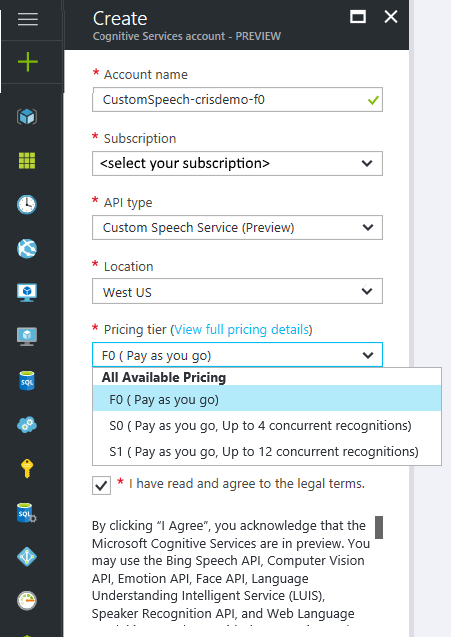 Create
Cognitive Services account - PREVIEW
* Account name
CustomSpeech-crisdemo-f0
* Subscription
<select your subscription>
* API type
Custom Speech Service (Preview)
* Location
West US
* Pricing tier (View full pricing details)
F0 ( Pay as you go)
All Available Pricing
F0 ( Pay as you go)
S0 ( Pay as you go, Up to 4 concurrent recognitions)
S1 ( Pay as you go, Up to 12 concurrent recognitions)
* I have read and agree to the legal terms.
By clicking “I Agree”, you acknowledge that the
Microsoft Cognitive Services are in preview. You
may use the Bing Speech API, Computer Vision
API, Emotion API, Face API, Language
Understanding Intelligent Service (LUIS),
Speaker Recognition API, and Web Language
SQL
SQL